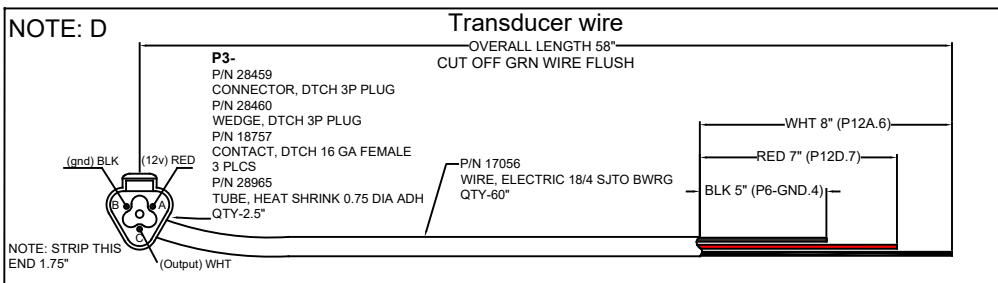 NOTE: D
Transducer wire
OVERALL LENGTH 58"
CUT OFF GRN WIRE FLUSH
P3-
P/N 28459
CONNECTOR, DTCH 3P PLUG
P/N 28460
WEDGE, DTCH 3P PLUG
P/N 18757
CONTACT, DTCH 16 GA FEMALE
3 PLCS
P/N 28965
TUBE, HEAT SHRINK 0.75 DIA ADH
QTY-2.5"
(gnd) BLK
(12v) RED
B
A
C
(Output) WHT
NOTE: STRIP THIS
END 1.75"
P/N 17056
WIRE, ELECTRIC 18/4 SJTO BWRG
QTY-60"
WHT 8" (P12A.6)
RED 7" (P12D.7)
BLK 5" (P6-GND.4)